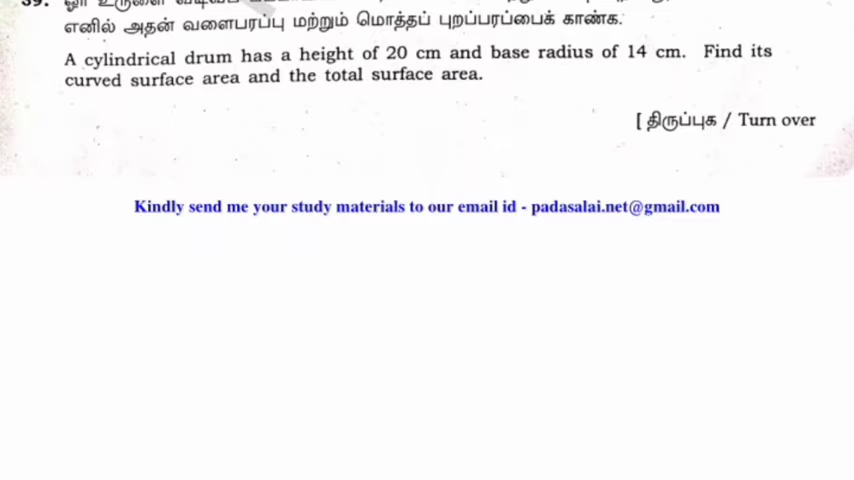 39.
எனில் அதன் வளைபரப்பு மற்றும் மொத்தப் புறப்பரப்பைக் காண்க.
A cylindrical drum has a height of 20 cm and base radius of 14 cm. Find its
curved surface area and the total surface area.
[ திருப்புக / Turn over
Kindly send me your study materials to our email id - padasalai.net@gmail.com